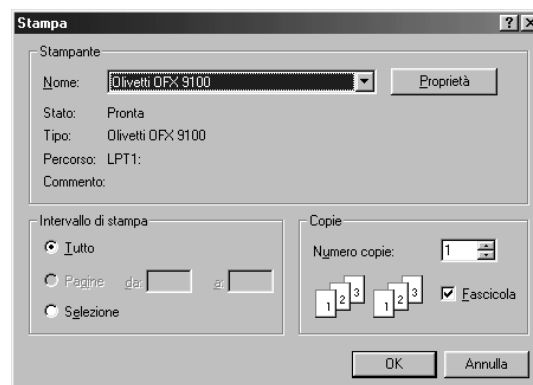 Stampa
Stampante
Nome: Olivetti OFX 9100 Proprietà
Stato: Pronta
Tipo: Olivetti OFX 9100
Percorso: LPT1:
Commento:
Intervallo di stampa
Tutto
Pagine da: a:
Selezione
Copie
Numero copie: 1
1 2 3 1 2 3
Fascicola
OK Annulla